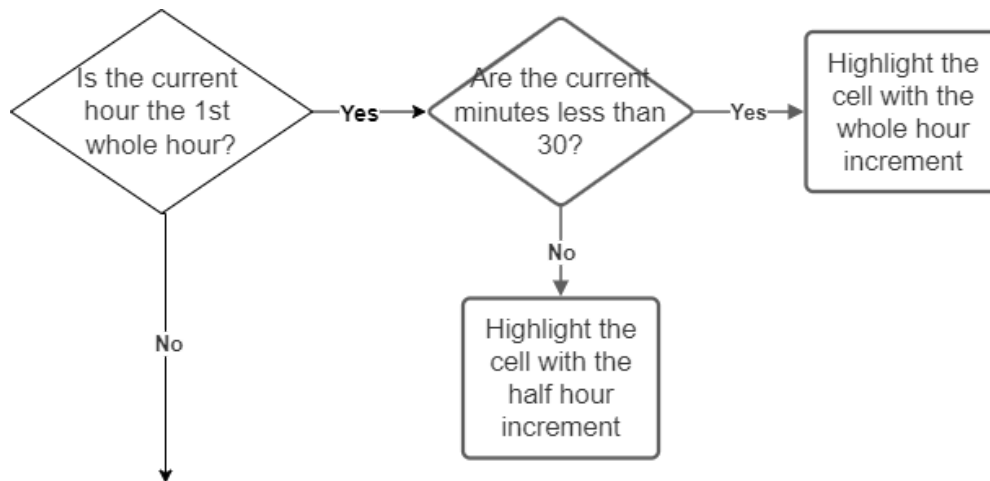 Is the current
hour the 1st
whole hour?
Yes
Are the current
minutes less than
30?
Yes
Highlight the
cell with the
whole hour
increment
No
No
Highlight the
cell with the
half hour
increment